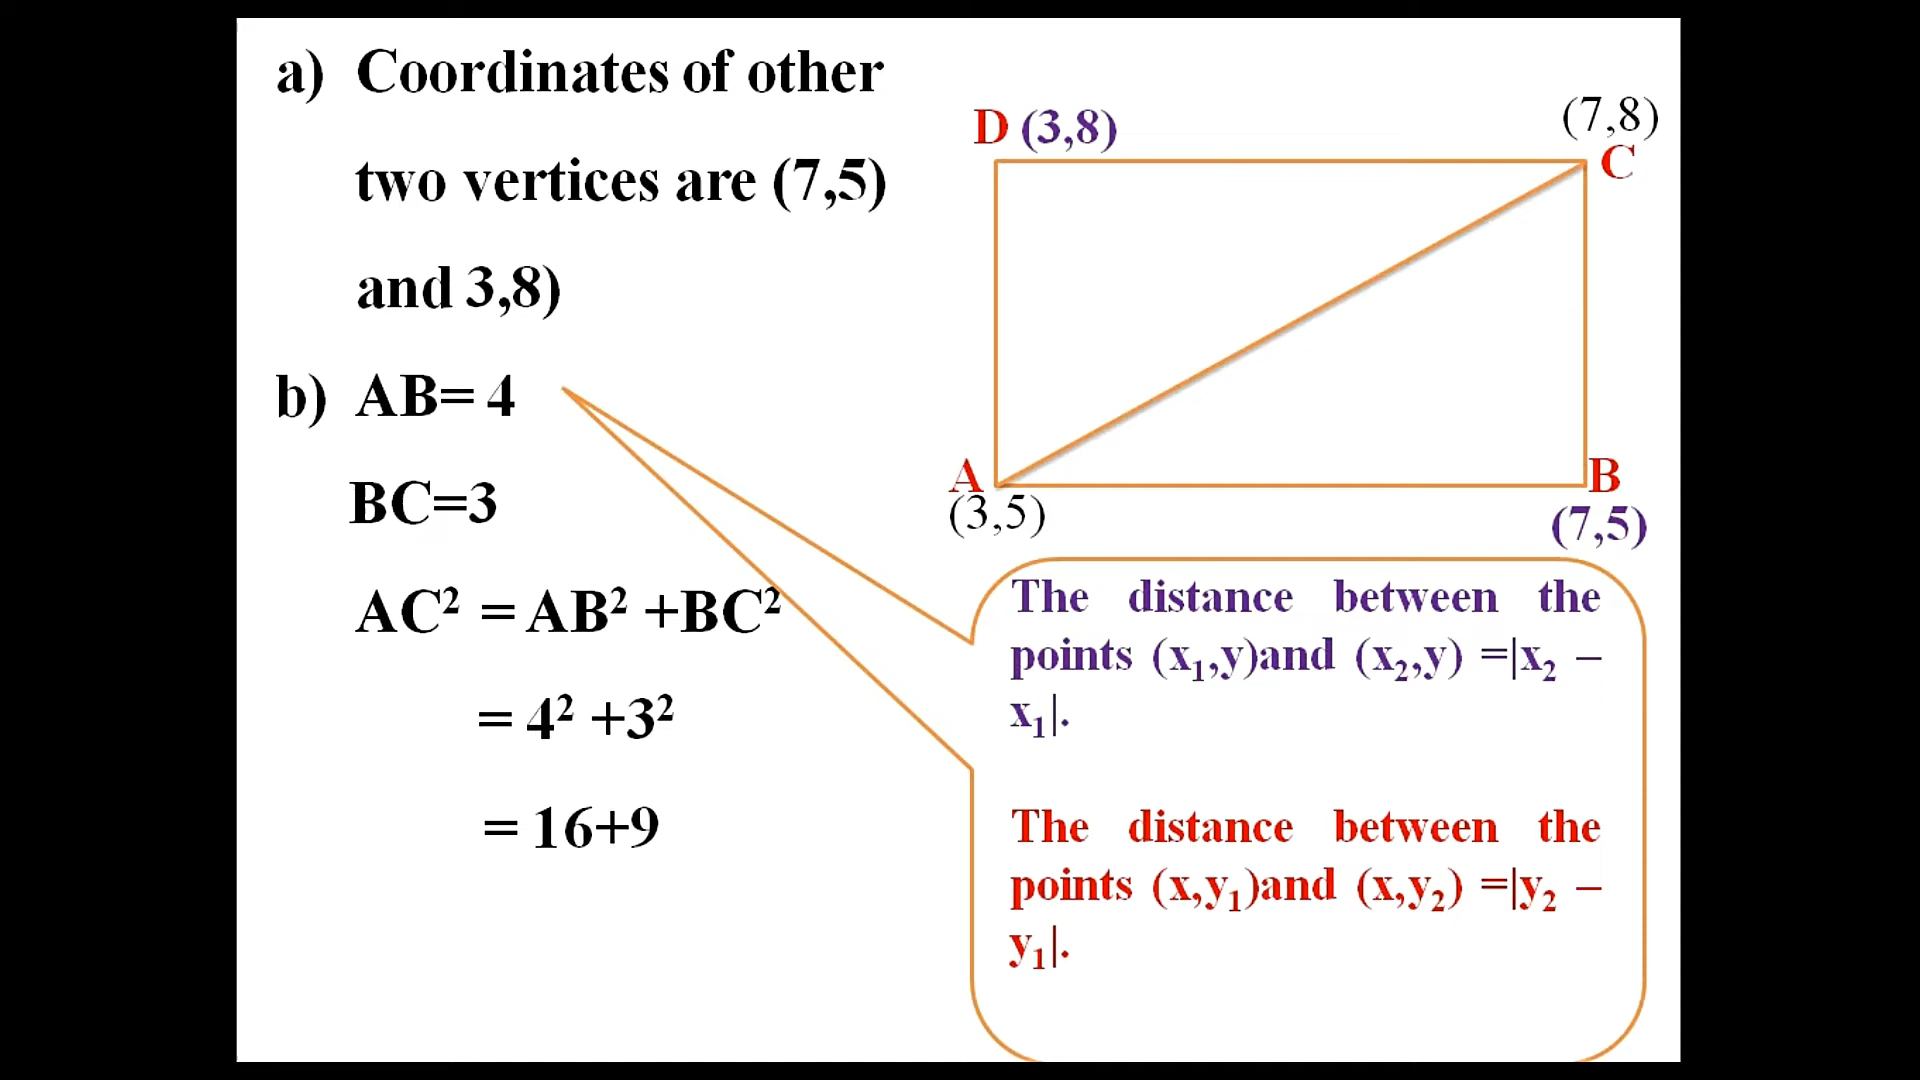 a) Coordinates of other
two vertices are (7,5)
and 3,8)
b) AB= 4
BC=3
AC² = AB² +BC²
= 4² +3²
= 16+9
D (3,8)
(7,8)
C
A
(3,5)
B
(7,5)
The distance between the
points (x₁,y)and (x₂,y) =|x₂ –
x₁|.
The distance between the
points (x,y₁)and (x,y₂) =|y₂ –
y₁|.